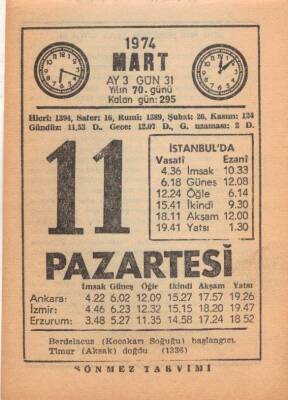 1974
MART
AY 3 GÜN 31
Yılın 70. günü
Kalan gün: 295
Hicrî: 1394, Safer: 16, Rumî: 1389, Şubat: 26, Kasım: 124
Gündüz: 11,53 D. Gece: 12.07 D., G. uzaması: 2 D.
11
İSTANBUL'DA
Vasatî Ezanî
4.36 İmsak 10.33
6.18 Güneş 12.08
12.24 Öğle 6.14
15.41 İkindi 9.30
18.11 Akşam 12.00
19.41 Yatsı 1.30
PAZARTESİ
İmsak Güneş Öğle İkindi Akşam Yatsı
Ankara: 4.22 6.02 12.09 15.27 17.57 19.26
İzmir: 4.46 6.23 12.32 15.15 18.20 19.47
Erzurum: 3.48 5.27 11.35 14.58 17.24 18.52
Berdelacuz (Kocakarı Soğuğu) başlangıcı.
Timur (Aksak) doğdu (1336)
SÖNMEZ TAKVİMİ